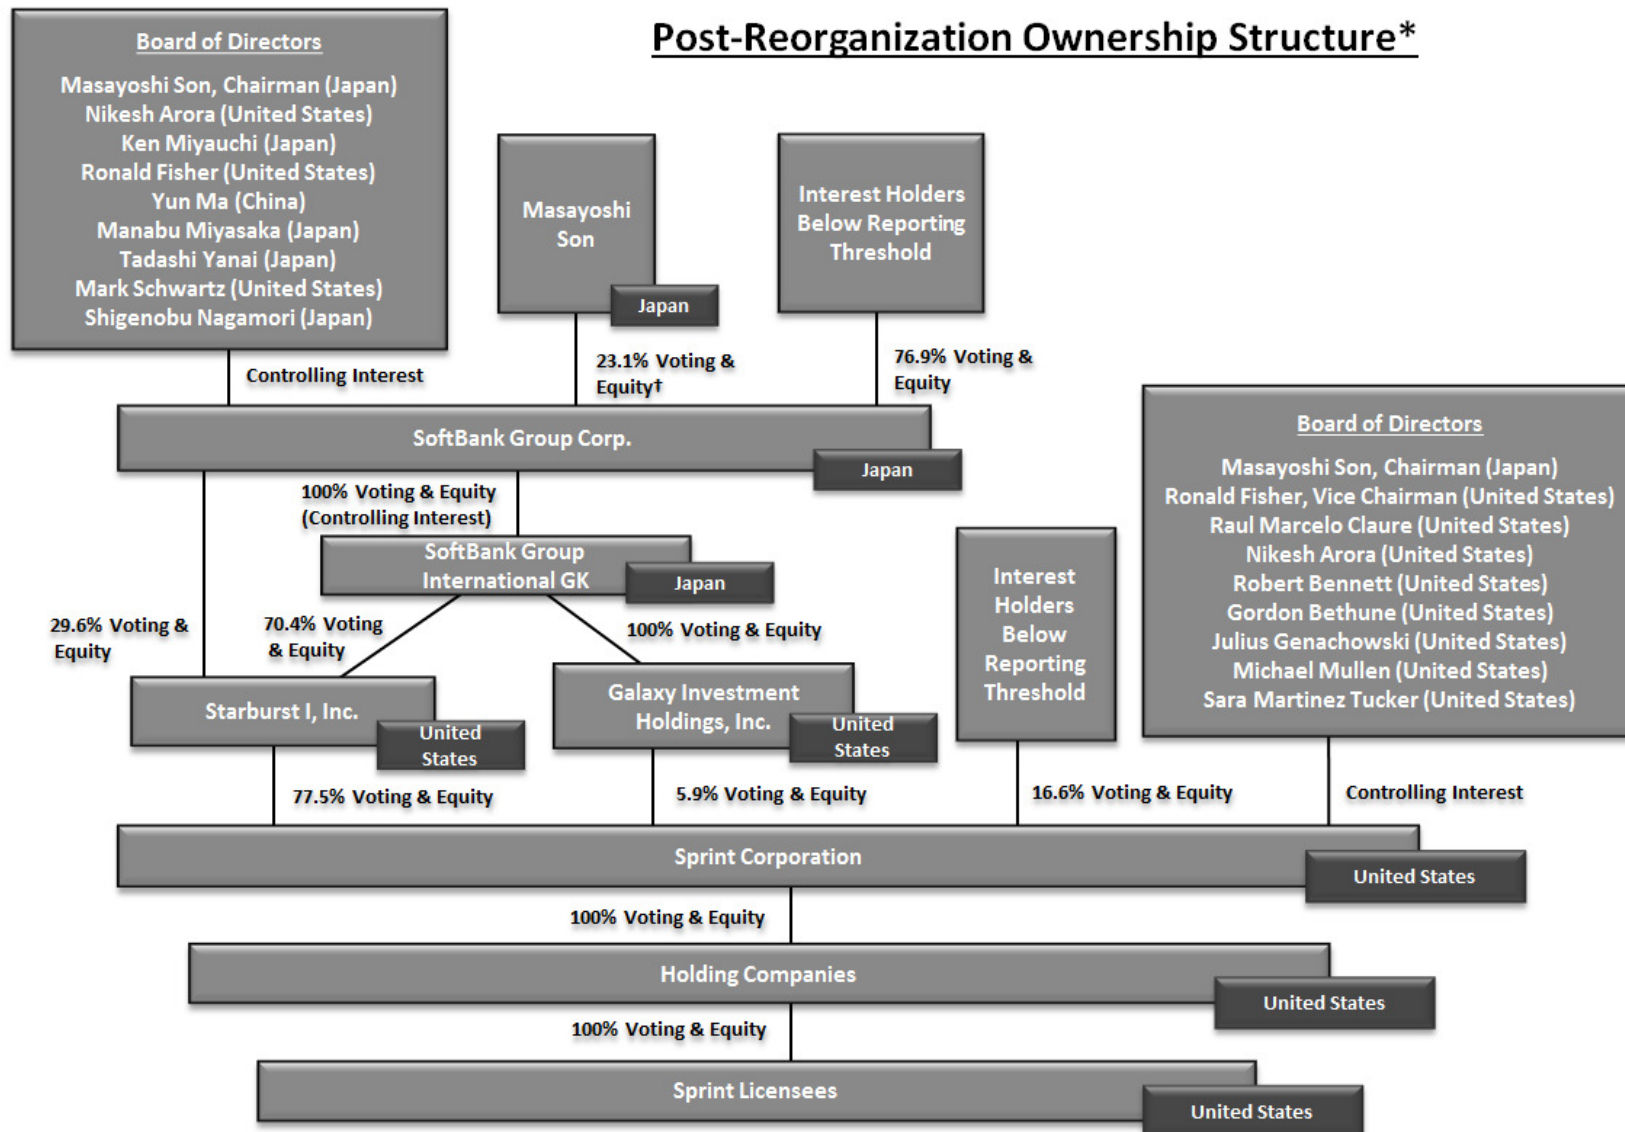 Post-Reorganization Ownership Structure*
Board of Directors
Masayoshi Son, Chairman (Japan)
Nikesh Arora (United States)
Ken Miyauchi (Japan)
Ronald Fisher (United States)
Yun Ma (China)
Manabu Miyasaka (Japan)
Tadashi Yanai (Japan)
Mark Schwartz (United States)
Shigenobu Nagamori (Japan)
Masayoshi
Son
Japan
Interest Holders
Below Reporting
Threshold
Controlling Interest
23.1% Voting &
Equity†
76.9% Voting &
Equity
SoftBank Group Corp.
Japan
100% Voting & Equity
(Controlling Interest)
SoftBank Group
International GK
Japan
29.6% Voting &
Equity
70.4% Voting
& Equity
100% Voting & Equity
Starburst I, Inc.
United
States
Galaxy Investment
Holdings, Inc.
United
States
Interest
Holders
Below
Reporting
Threshold
Board of Directors
Masayoshi Son, Chairman (Japan)
Ronald Fisher, Vice Chairman (United States)
Raul Marcelo Claure (United States)
Nikesh Arora (United States)
Robert Bennett (United States)
Gordon Bethune (United States)
Julius Genachowski (United States)
Michael Mullen (United States)
Sara Martinez Tucker (United States)
77.5% Voting & Equity
5.9% Voting & Equity
16.6% Voting & Equity
Controlling Interest
Sprint Corporation
United States
100% Voting & Equity
Holding Companies
United States
100% Voting & Equity
Sprint Licensees
United States